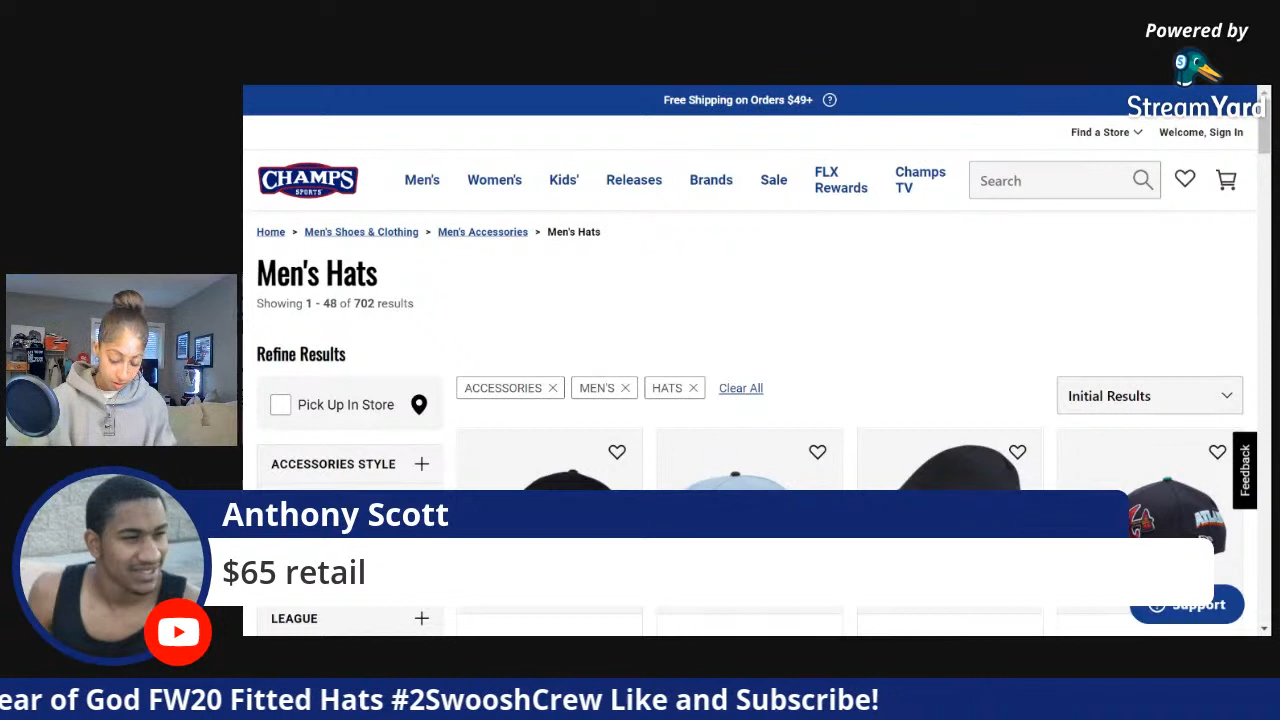 Powered by
StreamYard
Free Shipping on Orders $49+ ?
Find a Store Welcome, Sign In
CHAMPS
SPORTS
Men's Women's Kids' Releases Brands Sale FLX Rewards Champs TV Search
Home > Men's Shoes & Clothing > Men's Accessories > Men's Hats
Men's Hats
Showing 1 - 48 of 702 results
Refine Results
ACCESSORIES MEN'S HATS Clear All
Initial Results
Pick Up In Store
ACCESSORIES STYLE
Feedback
Anthony Scott
$65 retail
LEAGUE
Support
ear of God FW20 Fitted Hats #2SwooshCrew Like and Subscribe!